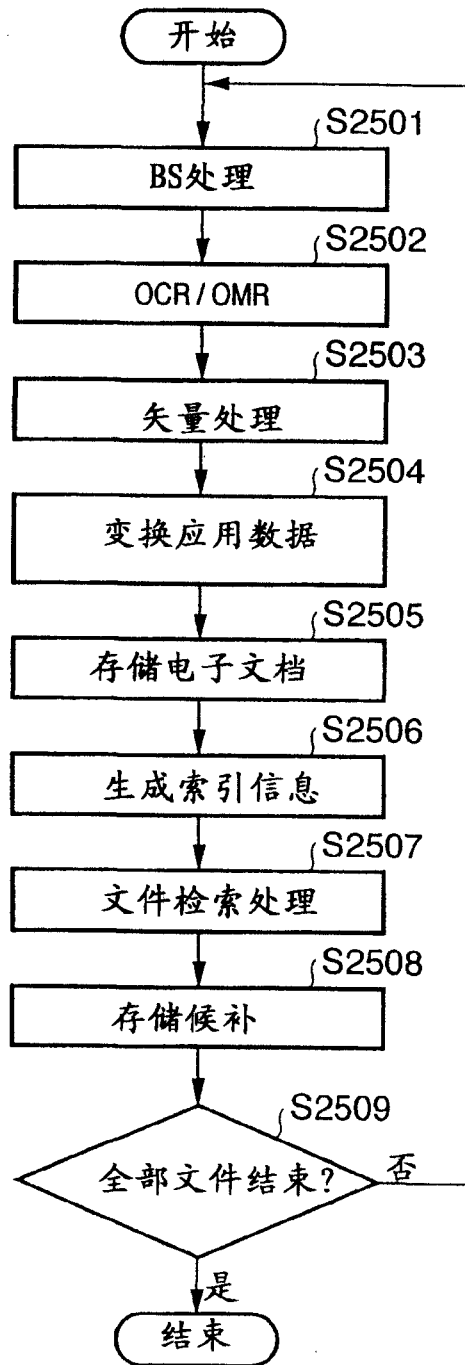 开始
S2501
BS处理
S2502
OCR/OMR
S2503
矢量处理
S2504
变换应用数据
S2505
存储电子文档
S2506
生成索引信息
S2507
文件检索处理
S2508
存储候补
S2509
全部文件结束?
否
是
结束